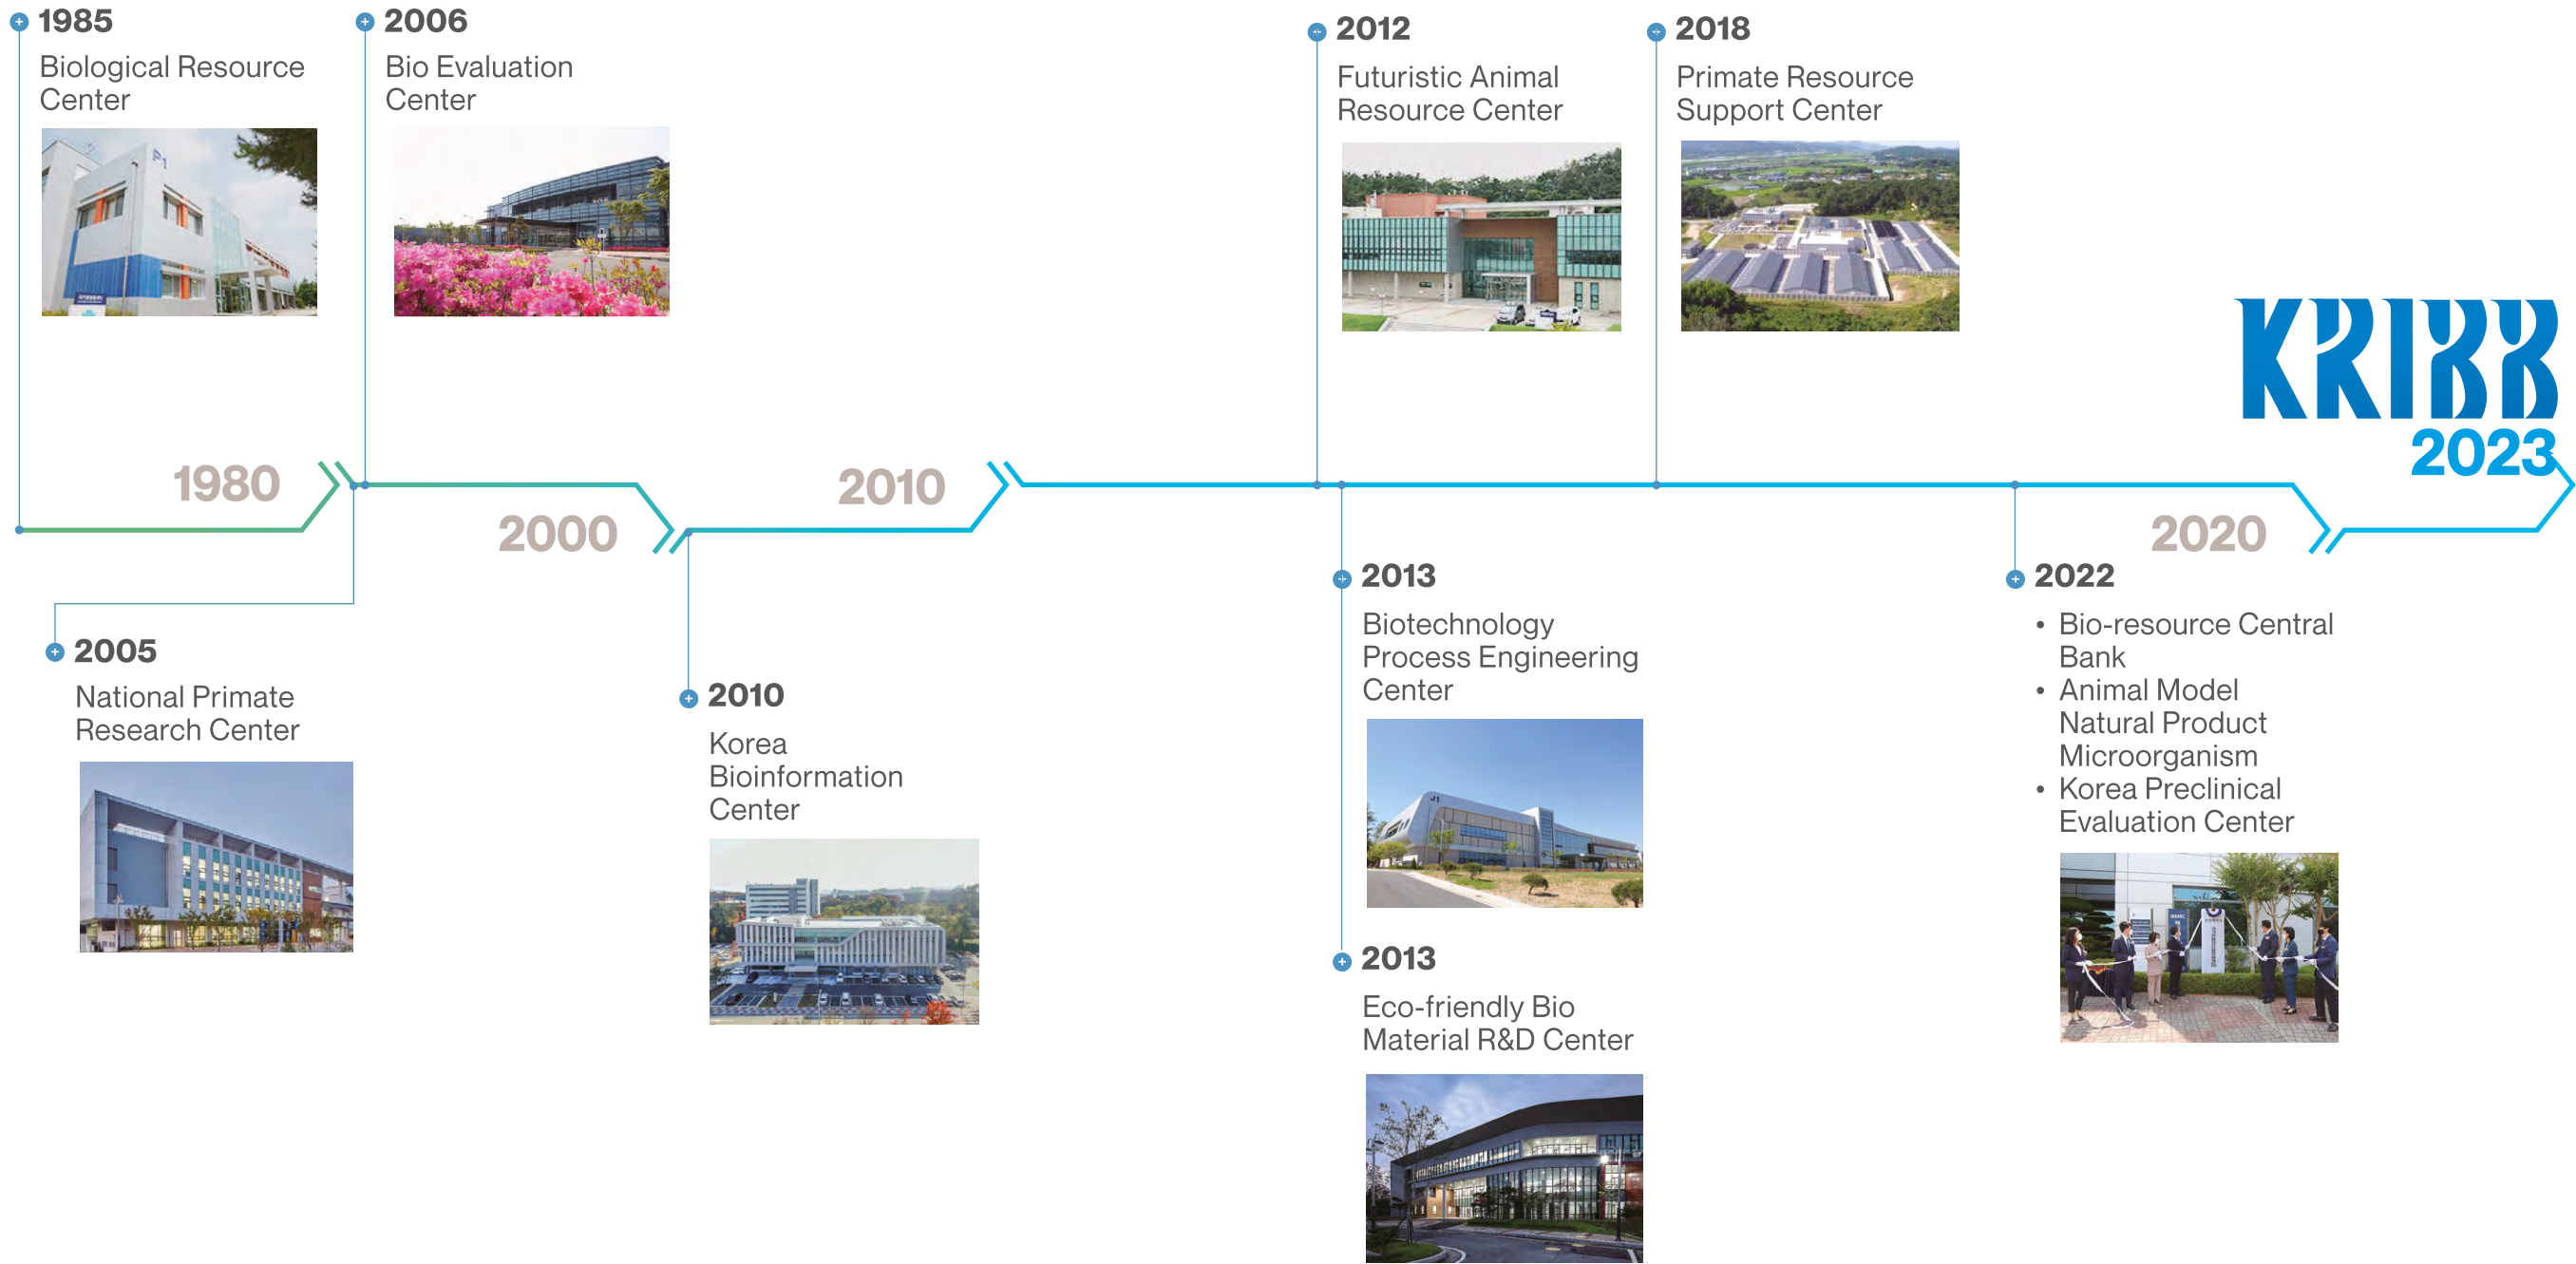 1985
Biological Resource
Center
P1
2006
Bio Evaluation
Center
2012
Futuristic Animal
Resource Center
2018
Primate Resource
Support Center
KRIBB
2023
1980
2000
2010
2020
2005
National Primate
Research Center
2010
Korea
Bioinformation
Center
2013
Biotechnology
Process Engineering
Center
J1
2013
Eco-friendly Bio
Material R&D Center
2022
• Bio-resource Central
Bank
• Animal Model
Natural Product
Microorganism
• Korea Preclinical
Evaluation Center